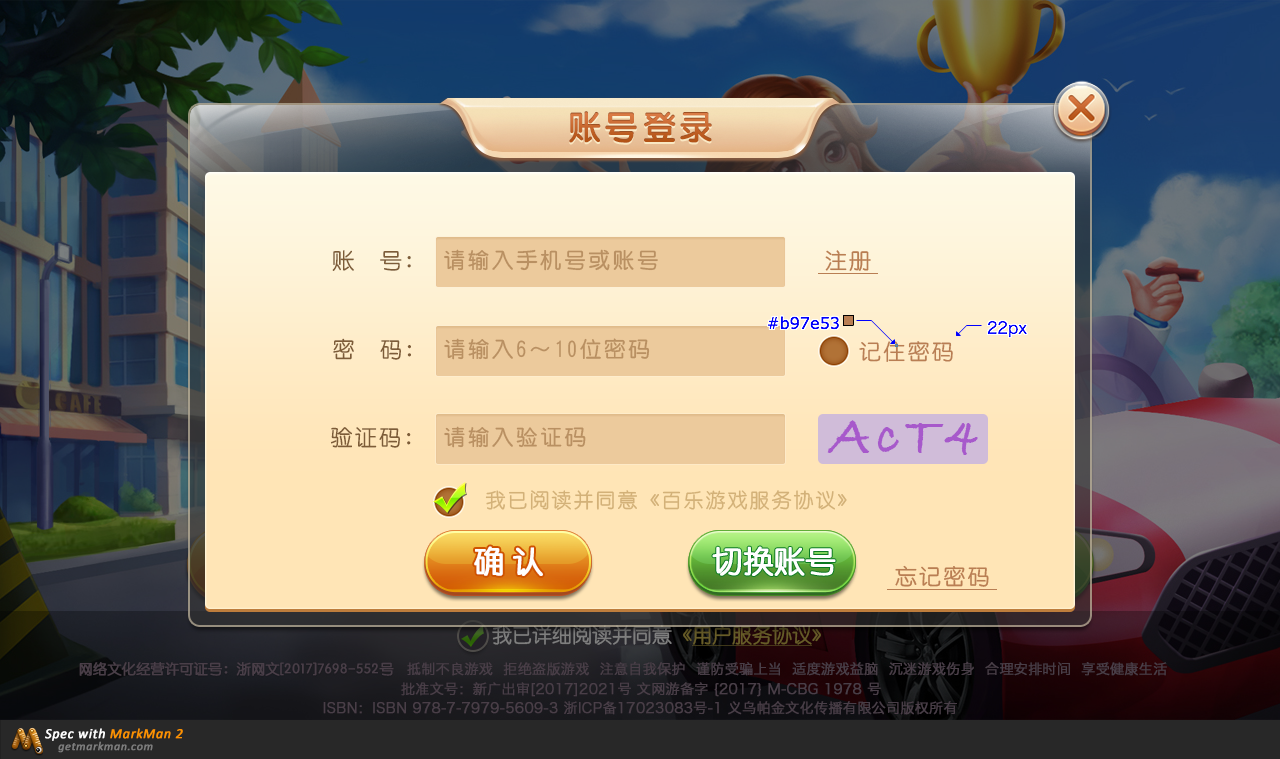 账号登录
账 号： 请输入手机号或账号 注册
#b97e53 22px
密 码： 请输入6～10位密码 记住密码
验证码： 请输入验证码 AcT4
我已阅读并同意《百乐游戏服务协议》
确 认 切换账号 忘记密码
我已详细阅读并同意《用户服务协议》
网络文化经营许可证号：浙网文[2017]7698-552号 抵制不良游戏 拒绝盗版游戏 注意自我保护 谨防受骗上当 适度游戏益脑 沉迷游戏伤身 合理安排时间 享受健康生活
批准文号：新广出审[2017]2021号 文网游备字 [2017] M-CBG 1978 号
ISBN：ISBN 978-7-7979-5609-3 浙ICP备17023083号-1 义乌帕金文化传播有限公司版权所有
CAFE
Spec with MarkMan 2
getmarkman.com